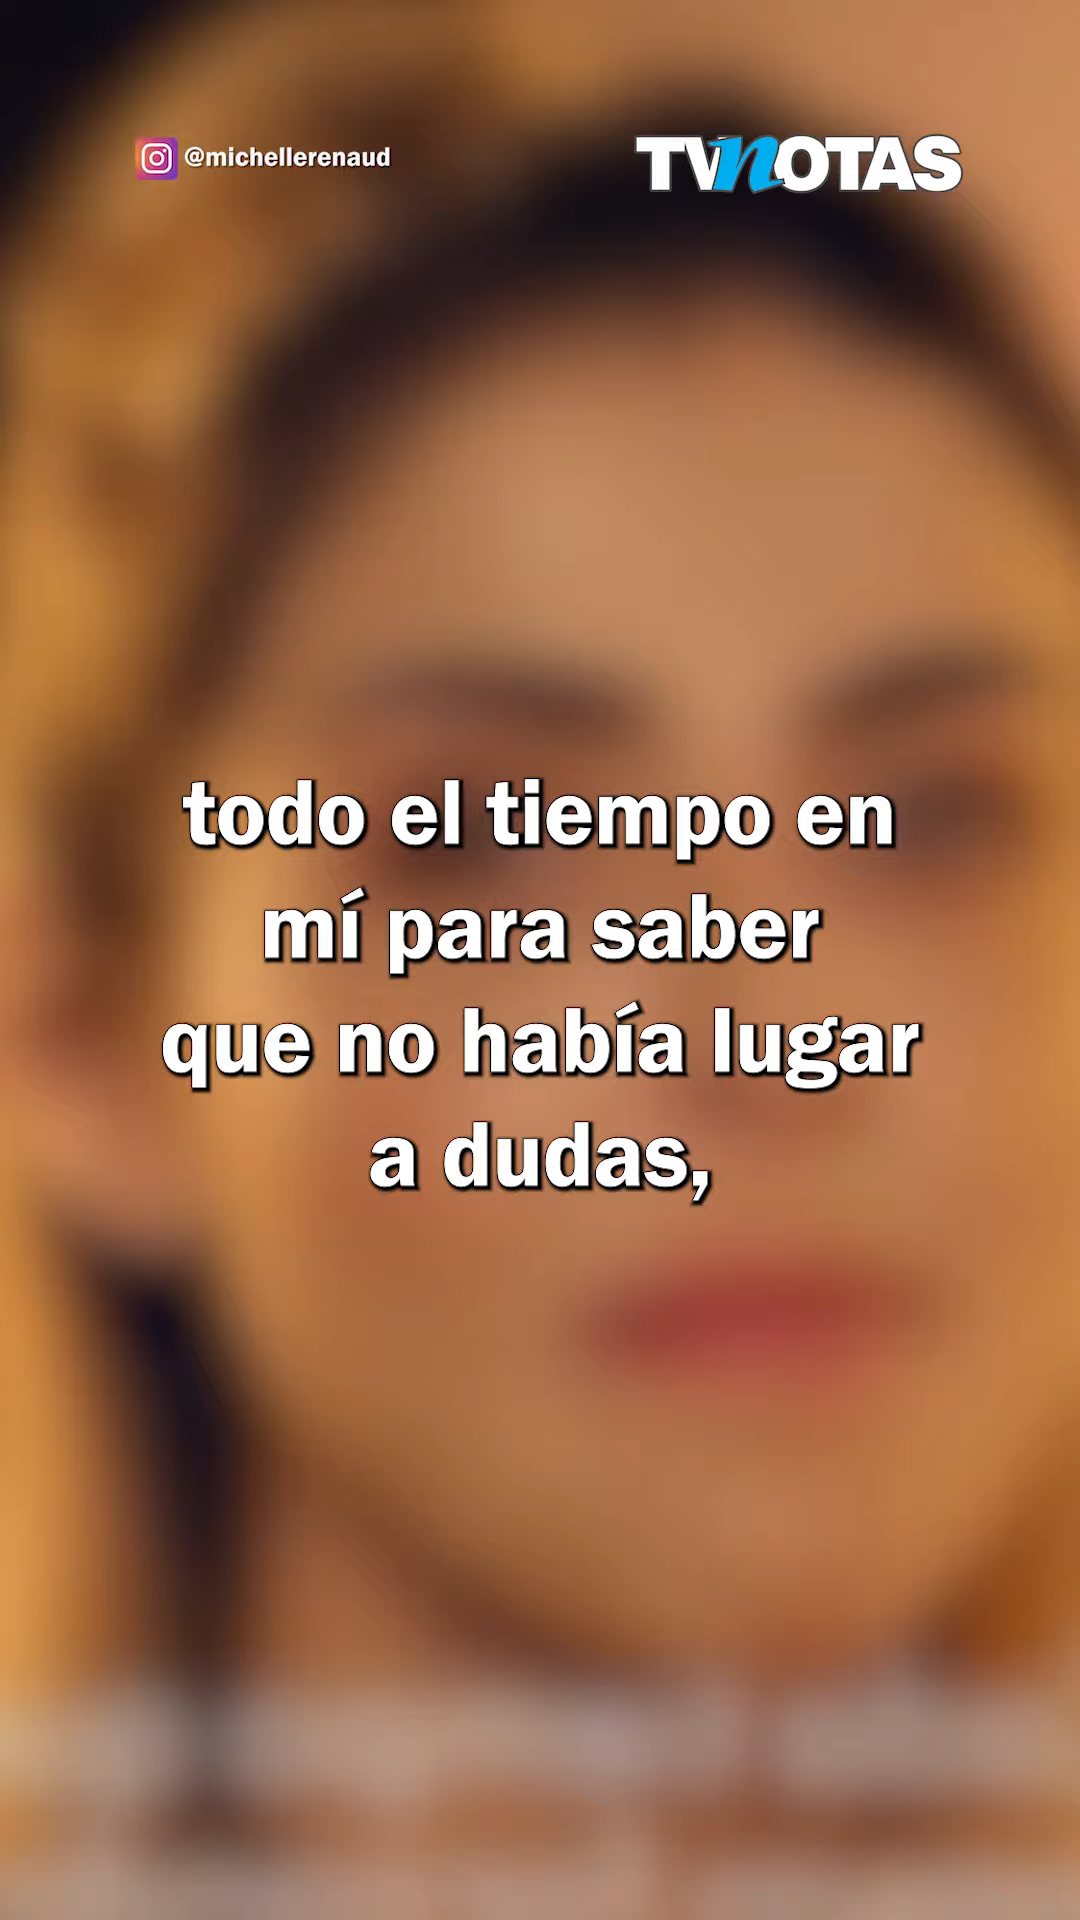 @michellerenaud
TVnOTAS
todo el tiempo en
mí para saber
que no había lugar
a dudas,